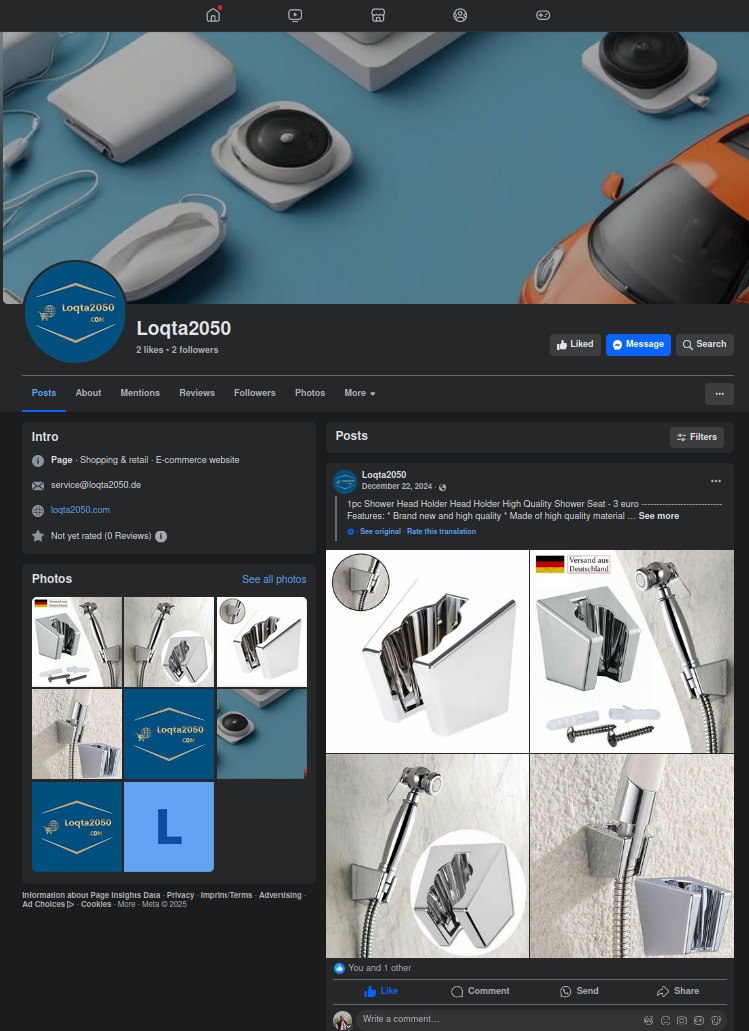 Loqta2050
.COM
Loqta2050
2 likes • 2 followers
Liked
Message
Search
Posts
About
Mentions
Reviews
Followers
Photos
More
Intro
Page · Shopping & retail · E-commerce website
service@loqta2050.de
loqta2050.com
Not yet rated (0 Reviews)
Photos
See all photos
Versand aus
Deutschland
Loqta2050
.COM
Loqta2050
.COM
L
Information about Page Insights Data · Privacy · Imprint/Terms · Advertising ·
Ad Choices · Cookies · More · Meta © 2025
Posts
Filters
Loqta2050
December 22, 2024 ·
1pc Shower Head Holder Head Holder High Quality Shower Seat - 3 euro ----------------------------
Features: * Brand new and high quality * Made of high quality material ... See more
· See original · Rate this translation
Versand aus
Deutschland
You and 1 other
Like
Comment
Send
Share
Write a comment…